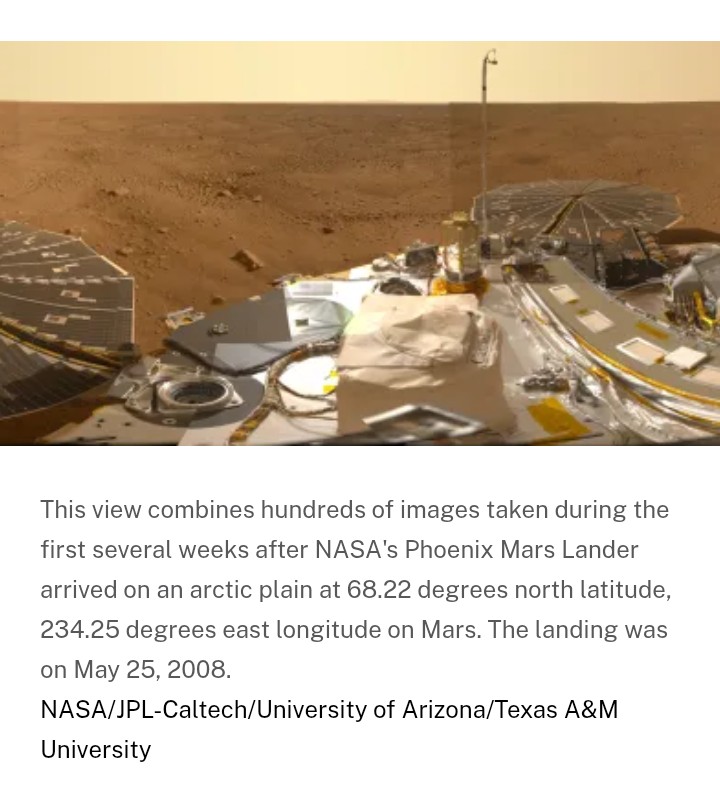 This view combines hundreds of images taken during the
first several weeks after NASA's Phoenix Mars Lander
arrived on an arctic plain at 68.22 degrees north latitude,
234.25 degrees east longitude on Mars. The landing was
on May 25, 2008.
NASA/JPL-Caltech/University of Arizona/Texas A&M
University